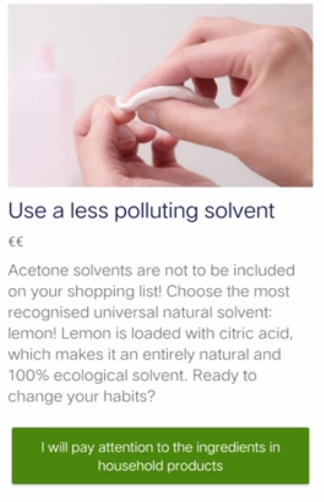 Use a less polluting solvent
€€
Acetone solvents are not to be included
on your shopping list! Choose the most
recognised universal natural solvent:
lemon! Lemon is loaded with citric acid,
which makes it an entirely natural and
100% ecological solvent. Ready to
change your habits?
I will pay attention to the ingredients in
household products